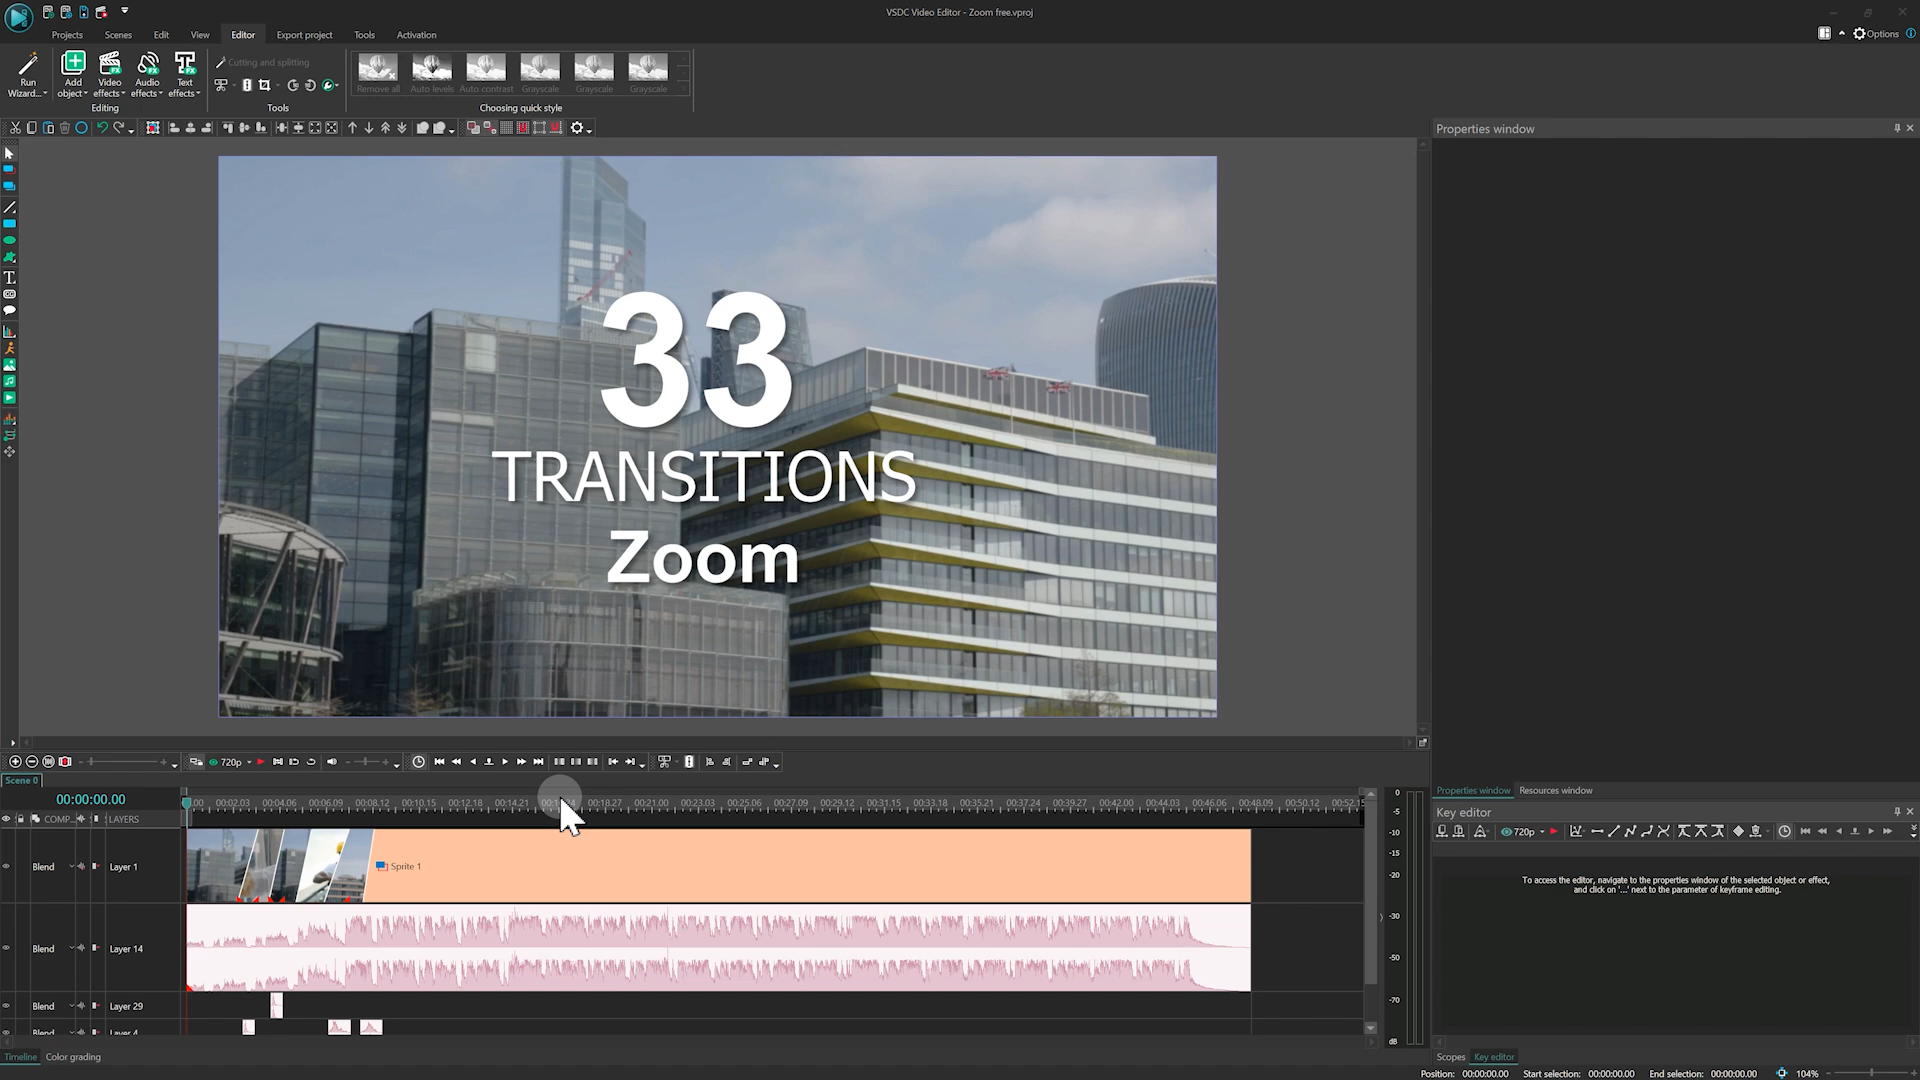 VSDC Video Editor - Zoom free.vproj
Projects
Scenes
Edit
View
Editor
Export project
Tools
Activation
Options
Run Wizard...
Add object
Video effects
Audio effects
Text effects
Editing
Cutting and splitting
Tools
Remove all
Auto levels
Auto contrast
Grayscale
Grayscale
Grayscale
Choosing quick style
Properties window
33
TRANSITIONS
Zoom
720p
Scene 0
00:00:00.00
00:02.03 00:04.06 00:06.09 00:08.12 00:10.15 00:12.18 00:14.21 00:18.27 00:21.00 00:23.03 00:25.06 00:27.09 00:29.12 00:31.15 00:33.18 00:35.21 00:37.24 00:39.27 00:42.00 00:44.03 00:46.06 00:48.09 00:50.12
COMP...
LAYERS
Blend
Layer 1
Sprite 1
Blend
Layer 14
Blend
Layer 29
Blend
Layer 4
0
-5
-10
-15
-20
-30
-50
-70
dB
Properties window
Resources window
Key editor
720p
To access the editor, navigate to the properties window of the selected object or effect,
and click on '...' next to the parameter of keyframe editing.
Timeline
Color grading
Scopes
Key editor
Position: 00:00:00.00
Start selection: 00:00:00.00
End selection: 00:00:00.00
104%